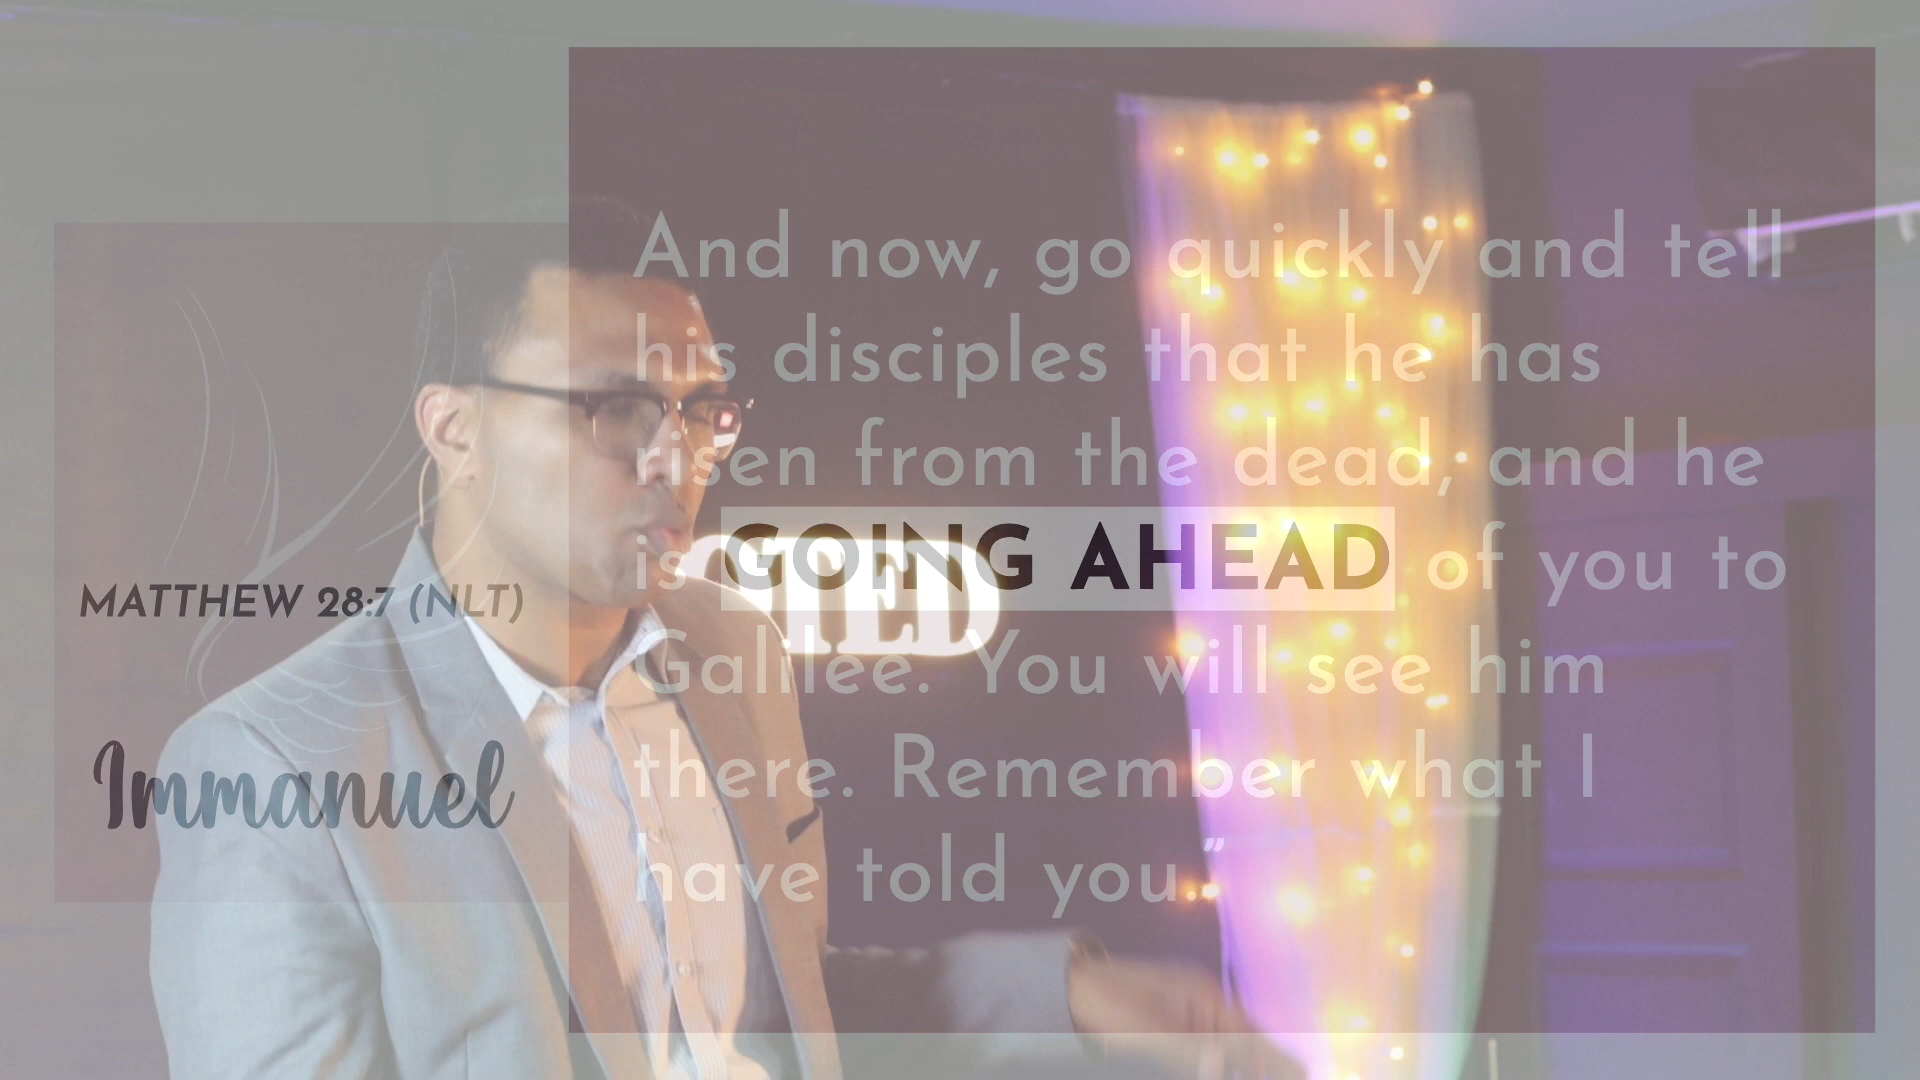 And now, go quickly and tell
his disciples that he has
risen from the dead, and he
is GOING AHEAD of you to
Galilee. You will see him
there. Remember what I
have told you.”
MATTHEW 28:7 (NLT)
Immanuel